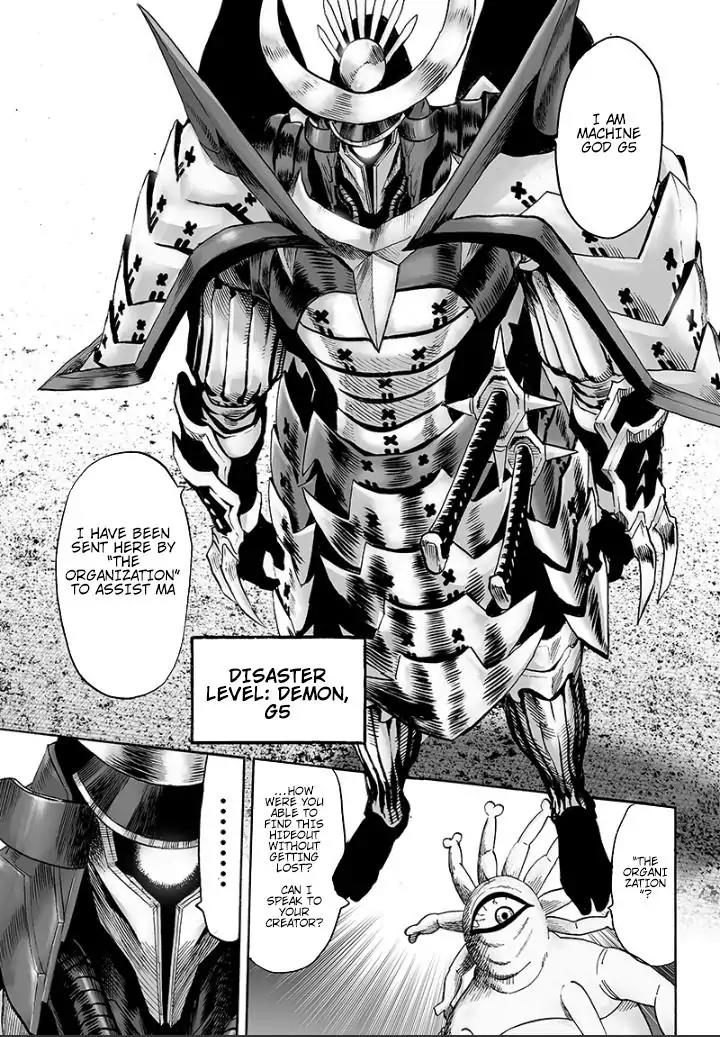 I AM
MACHINE
GOD G5
I HAVE BEEN
SENT HERE BY
"THE
ORGANIZATION"
TO ASSIST MA
DISASTER
LEVEL: DEMON,
G5
"THE
ORGANI
ZATION
"?
...HOW
WERE YOU
ABLE TO
FIND THIS
HIDEOUT
WITHOUT
GETTING
LOST?
CAN I
SPEAK TO
YOUR
CREATOR?
........